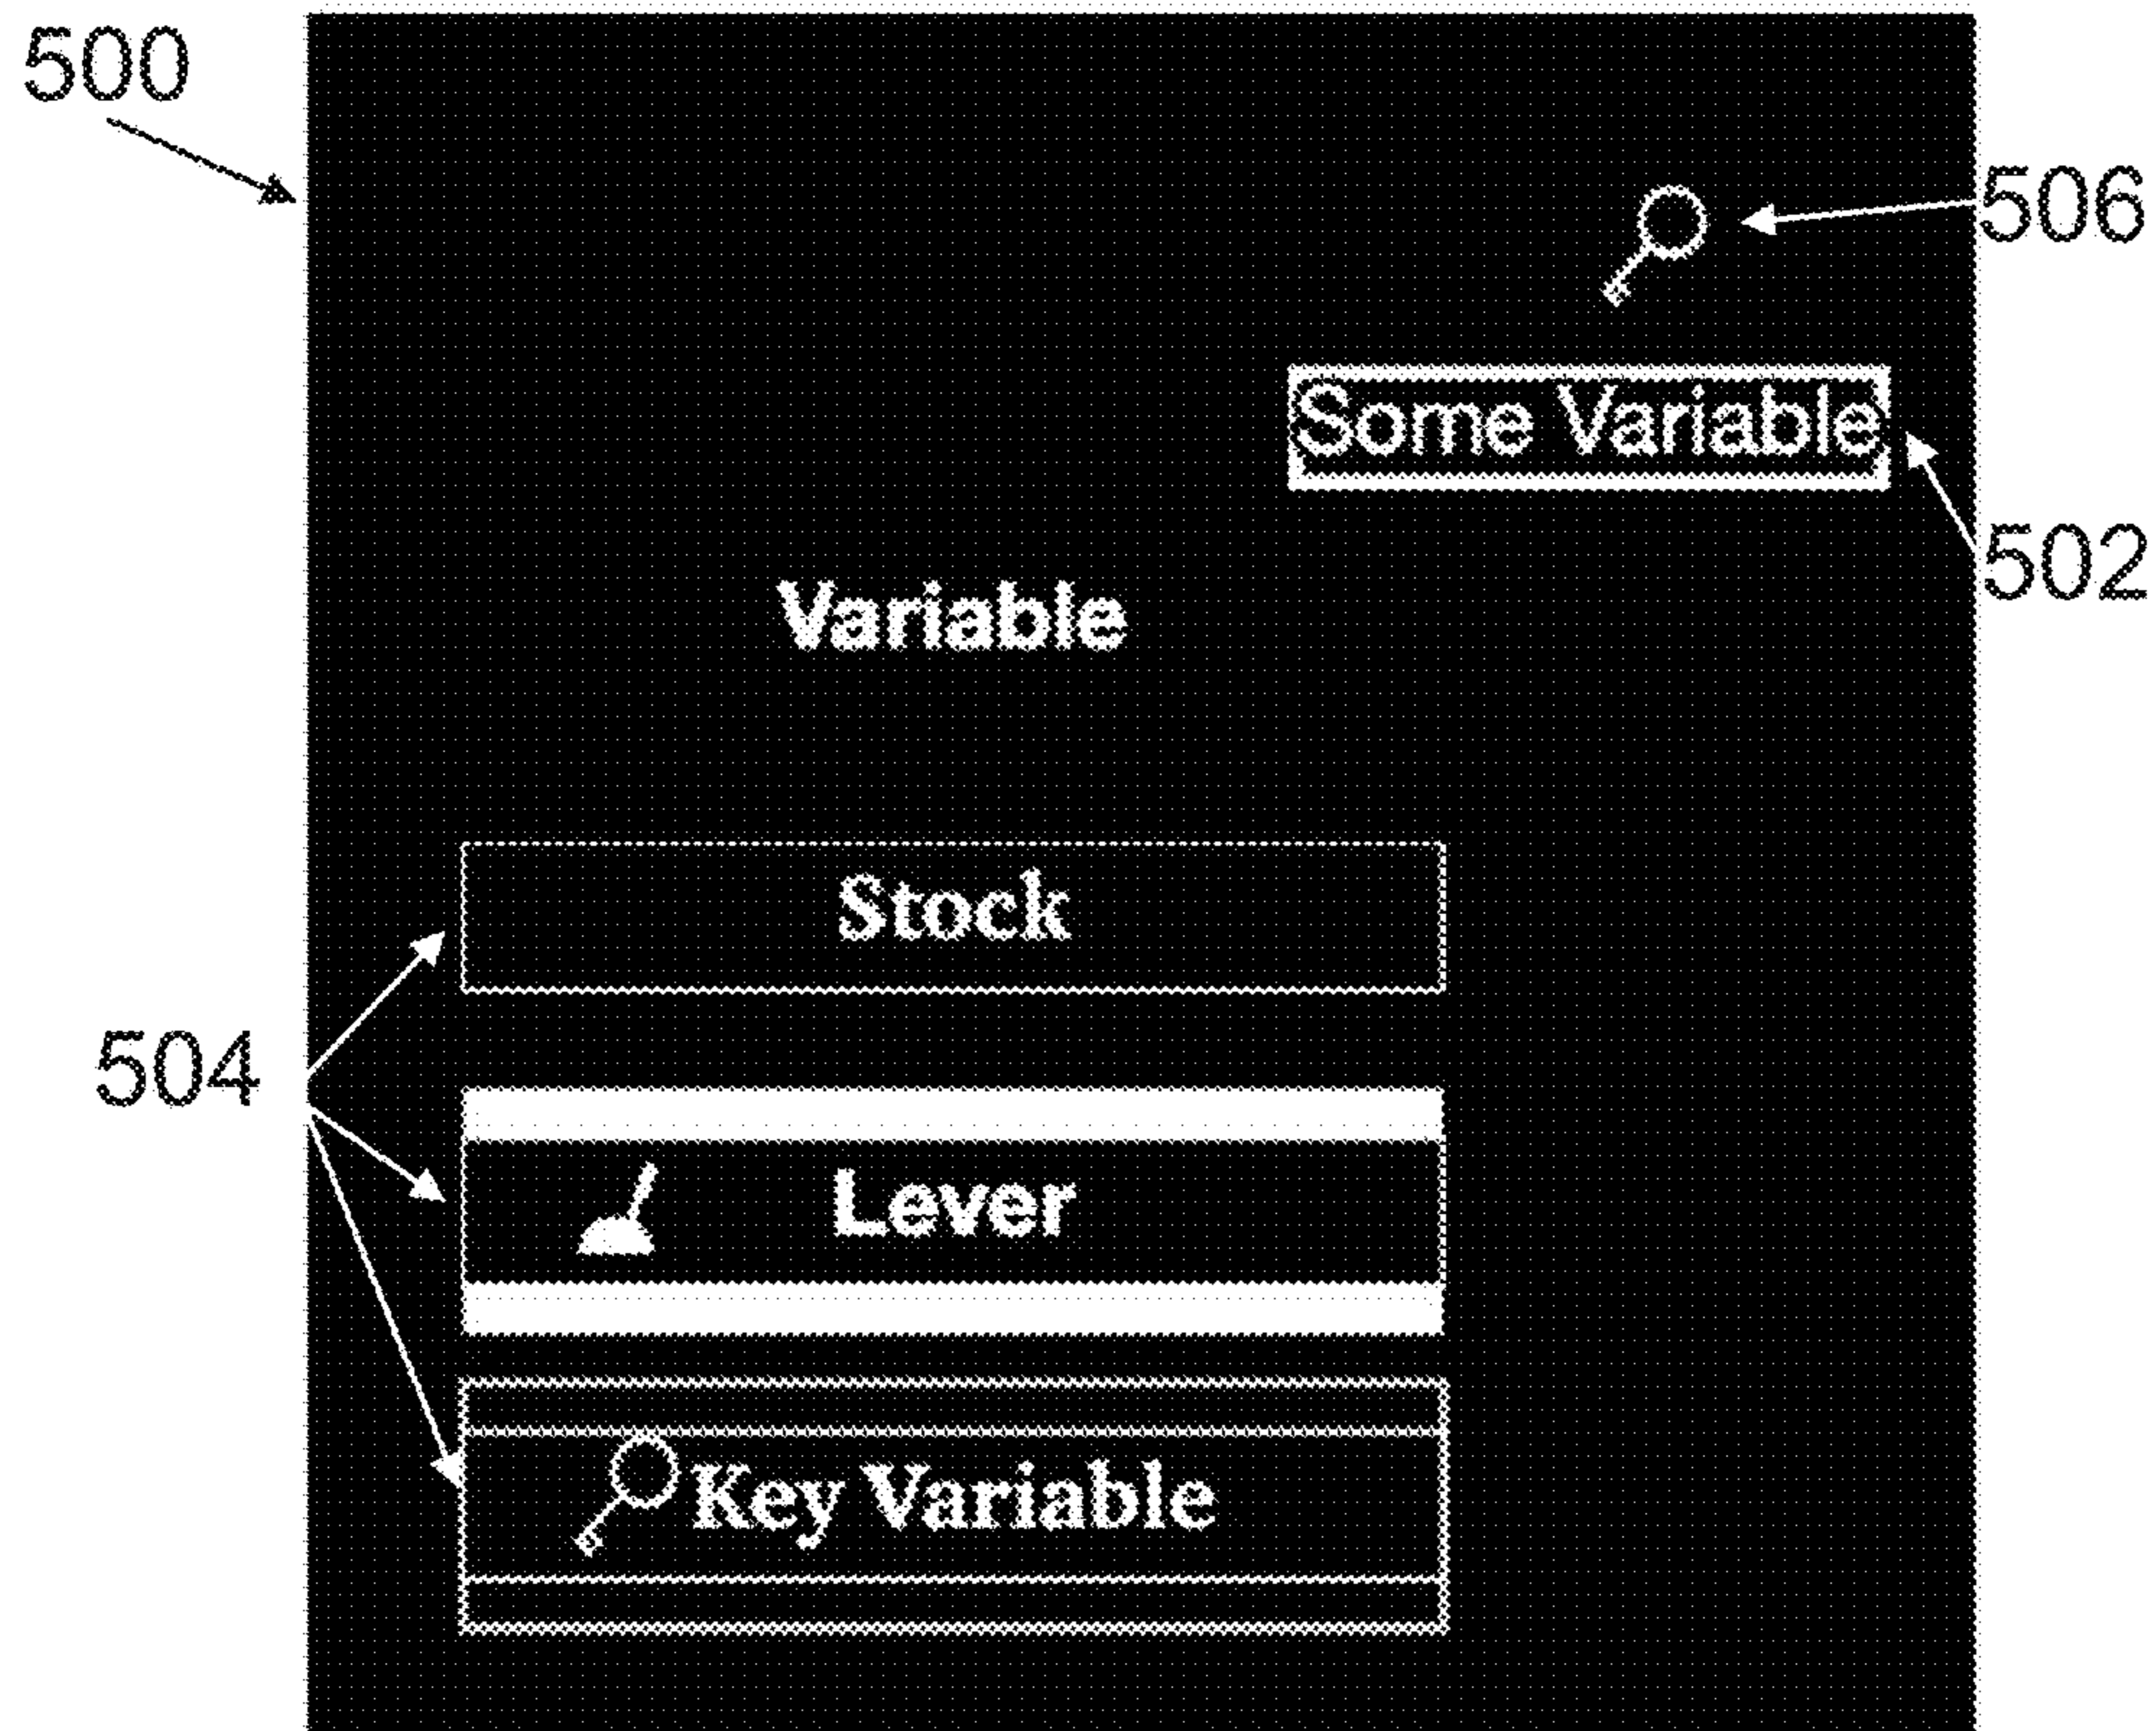 500
506
Some Variable
502
Variable
Stock
504
Lever
Key Variable